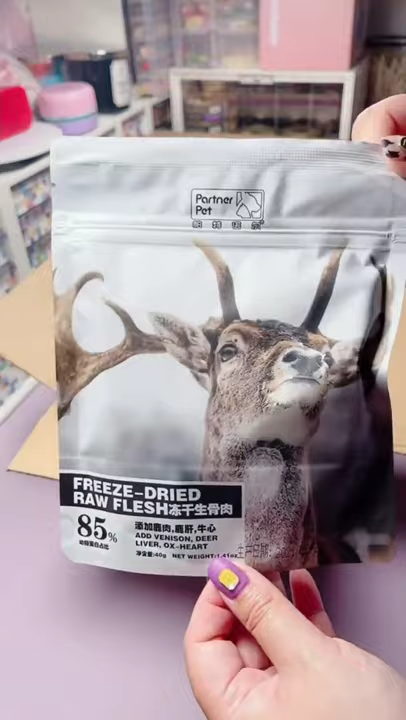 Partner
Pet
FREEZE-DRIED
RAW FLESH冻干生骨肉
85%
添加鹿肉,鹿肝,牛心
ADD VENISON, DEER
LIVER, OX-HEART
净含量:40g NET WEIGHT:1.41oz